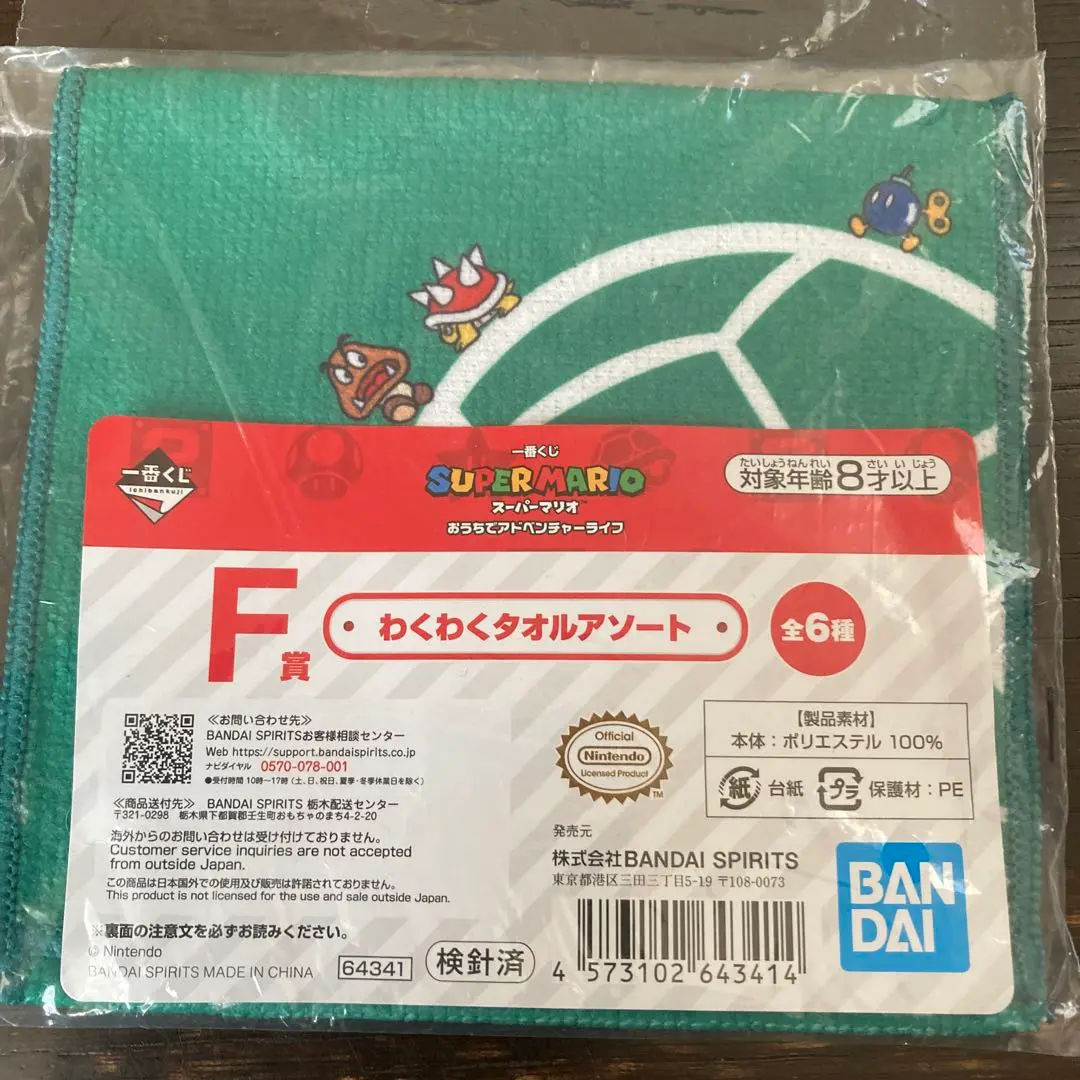 一番くじ
ichibankuji
一番くじ
SUPER MARIO
スーパーマリオ™
おうちでアドベンチャーライフ
たいしょうねんれい さい いじょう
対象年齢8才以上
F賞
わくわくタオルアソート
全6種
≪お問い合わせ先≫
BANDAI SPIRITSお客様相談センター
Web https://support.bandaispirits.co.jp
ナビダイヤル 0570-078-001
●受付時間 10時〜17時 (土、日、祝日、夏季・冬季休業日を除く)
≪商品送付先≫ BANDAI SPIRITS 栃木配送センター
〒321-0298 栃木県下都賀郡壬生町おもちゃのまち4-2-20
海外からのお問い合わせは受け付けておりません。
Customer service inquiries are not accepted
from outside Japan.
この商品は日本国外での使用及び販売は許諾されておりません。
This product is not licensed for the use and sale outside Japan.
※裏面の注意文を必ずお読みください。
© Nintendo
BANDAI SPIRITS MADE IN CHINA
64341
検針済
Official
Nintendo
Licensed Product
TM
【製品素材】
本体：ポリエステル 100%
紙 台紙
プラ 保護材：PE
発売元
株式会社BANDAI SPIRITS
東京都港区三田三丁目5-19 〒108-0073
4 573102 643414
BAN
DAI